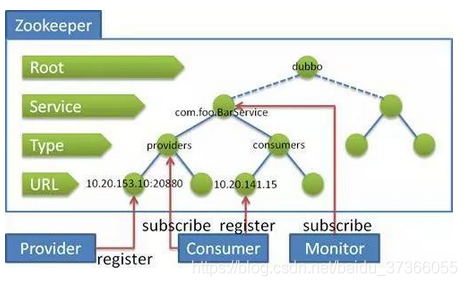 Zookeeper
Root
dubbo
Service
com.foo.BarService
Type
providers
consumers
URL
10.20.153.10:20880
10.20.141.15
subscribe
register
subscribe
Provider
Consumer
Monitor
register
https://blog.csdn.net/baidu_37366055